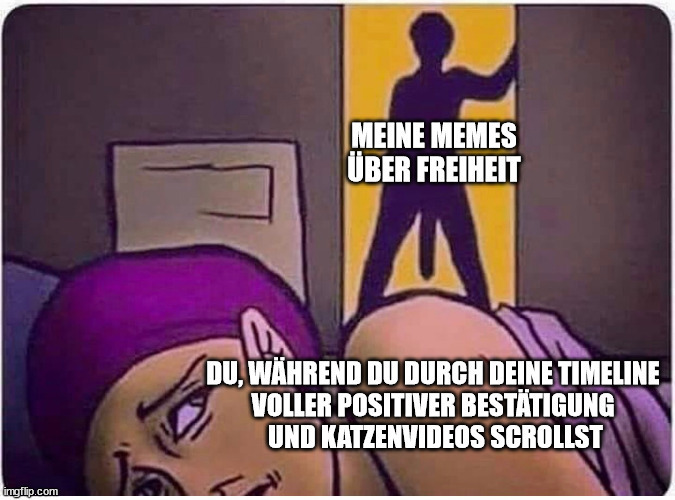 MEINE MEMES
ÜBER FREIHEIT
DU, WÄHREND DU DURCH DEINE TIMELINE
VOLLER POSITIVER BESTÄTIGUNG
UND KATZENVIDEOS SCROLLST
imgflip.com